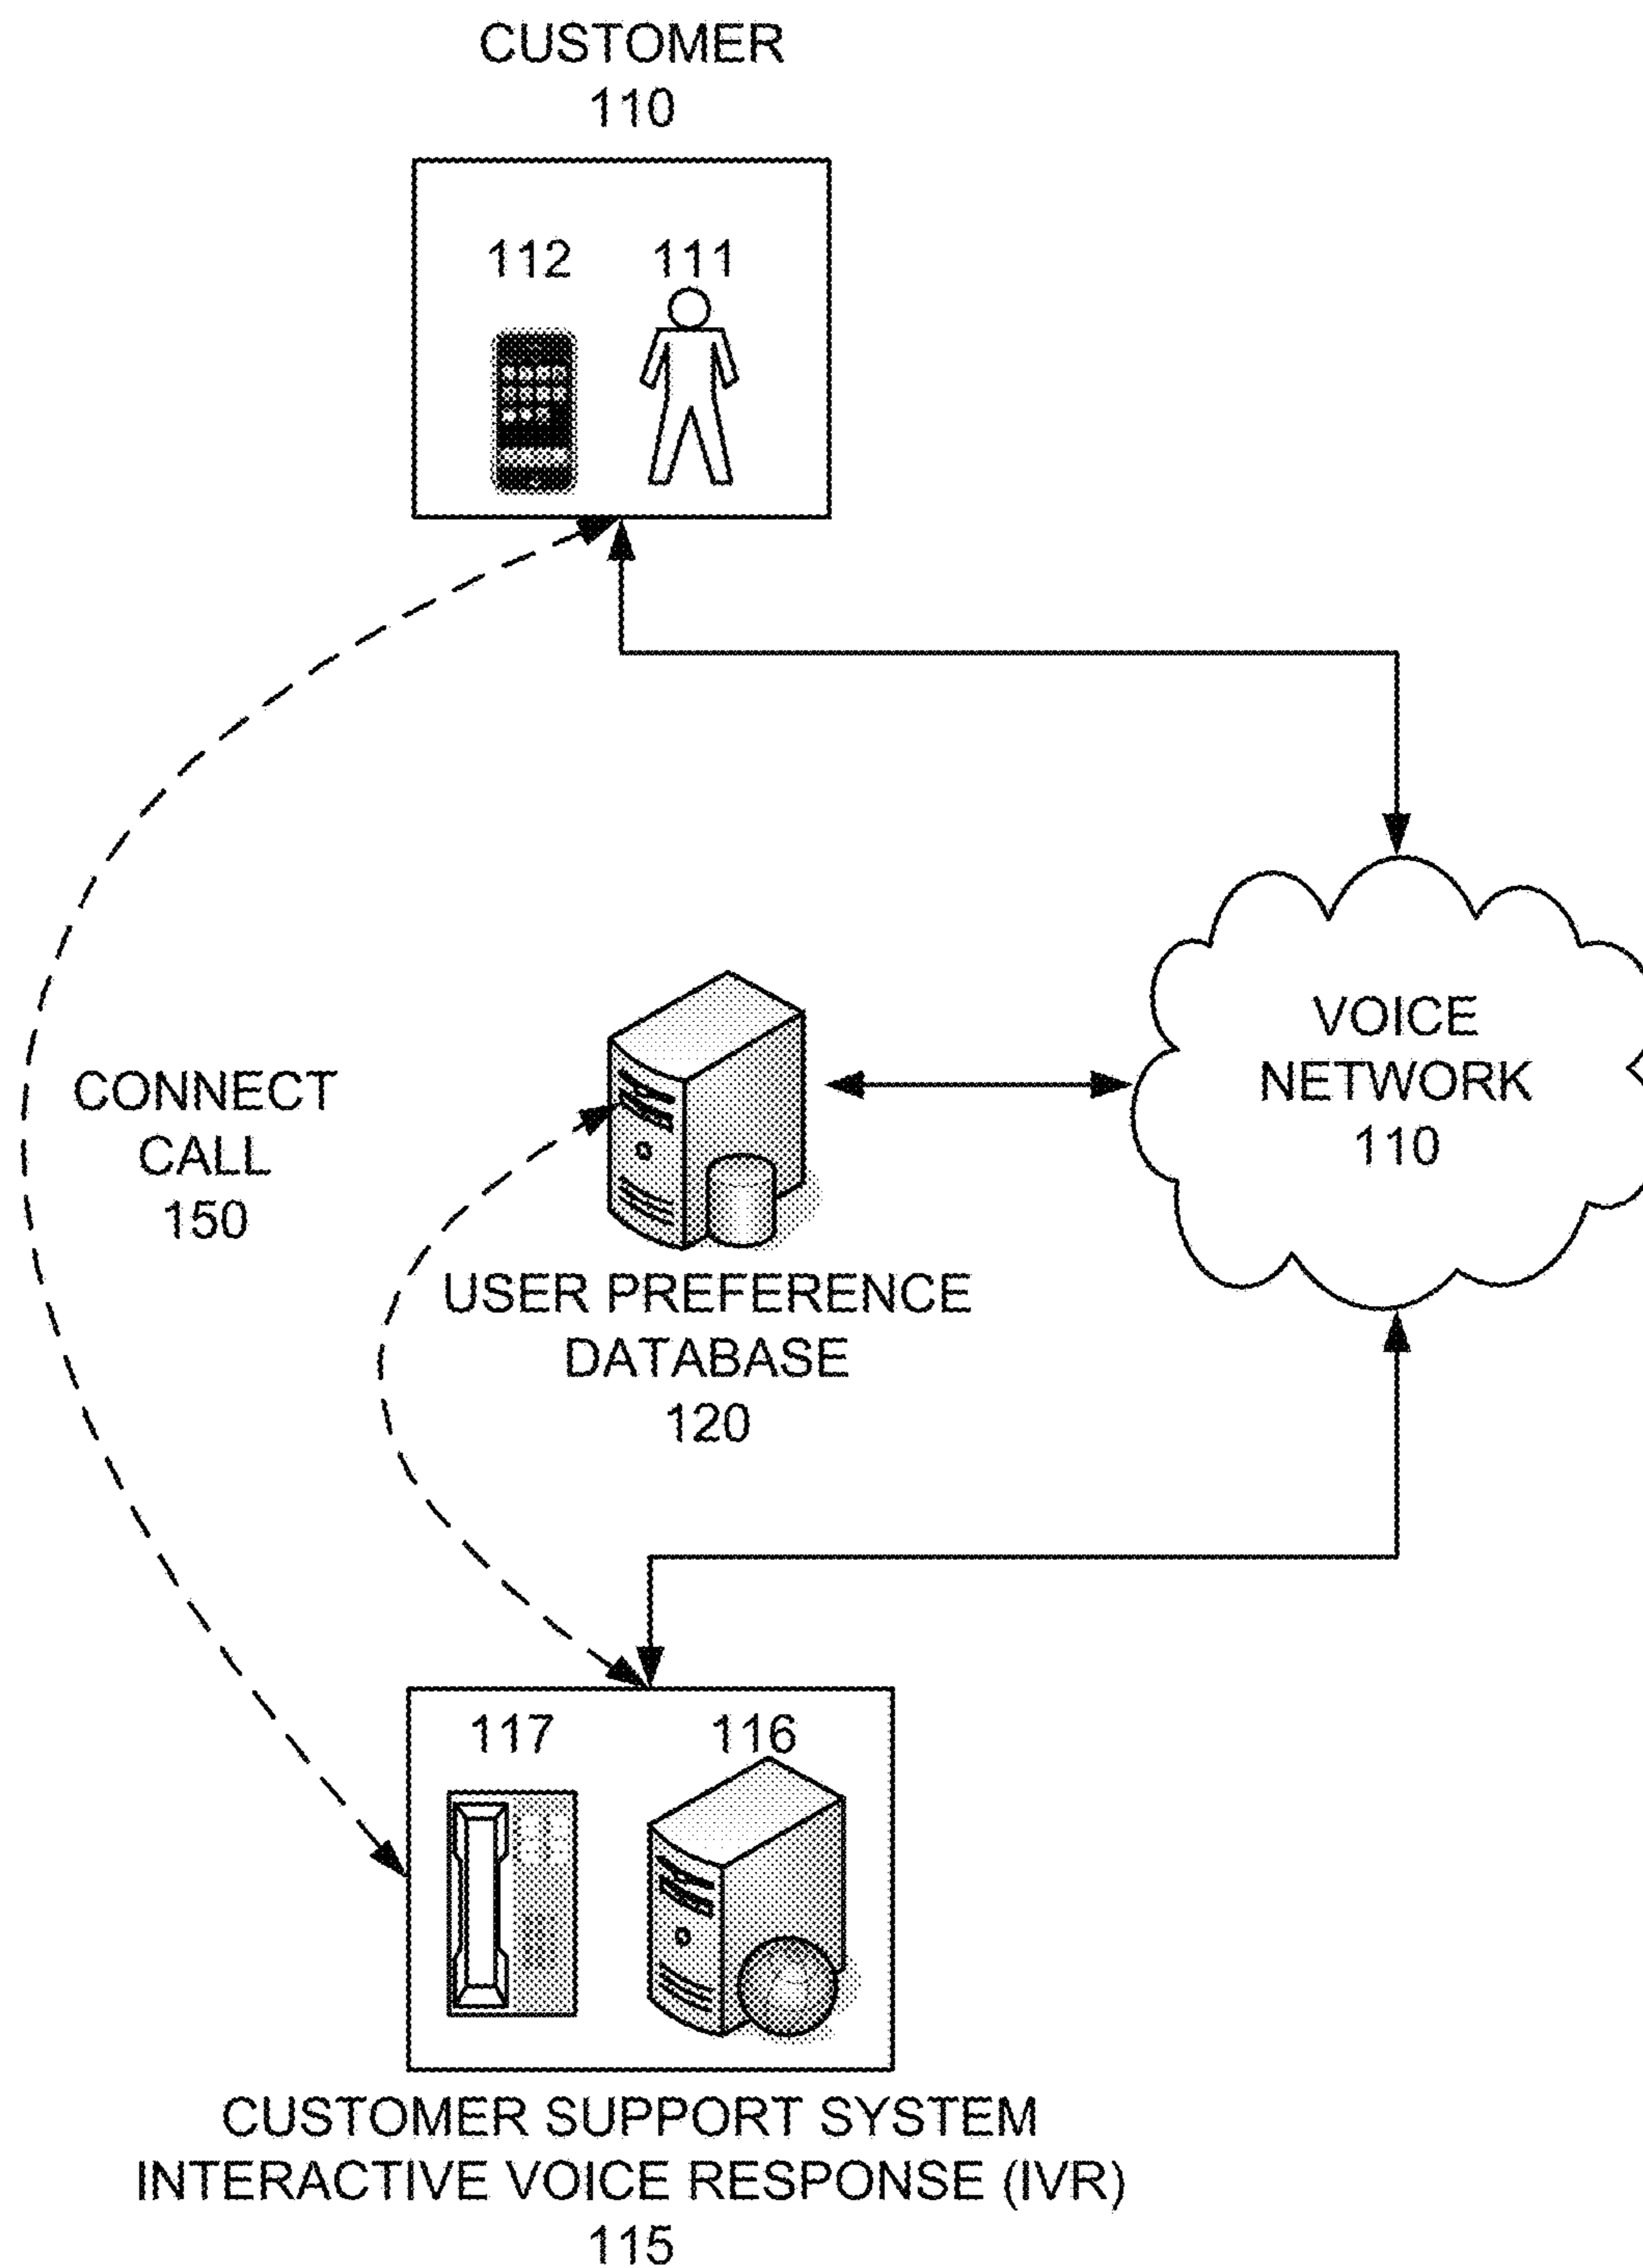 CUSTOMER
110
112
111
VOICE
NETWORK
110
CONNECT
CALL
150
USER PREFERENCE
DATABASE
120
117
116
CUSTOMER SUPPORT SYSTEM
INTERACTIVE VOICE RESPONSE (IVR)
115